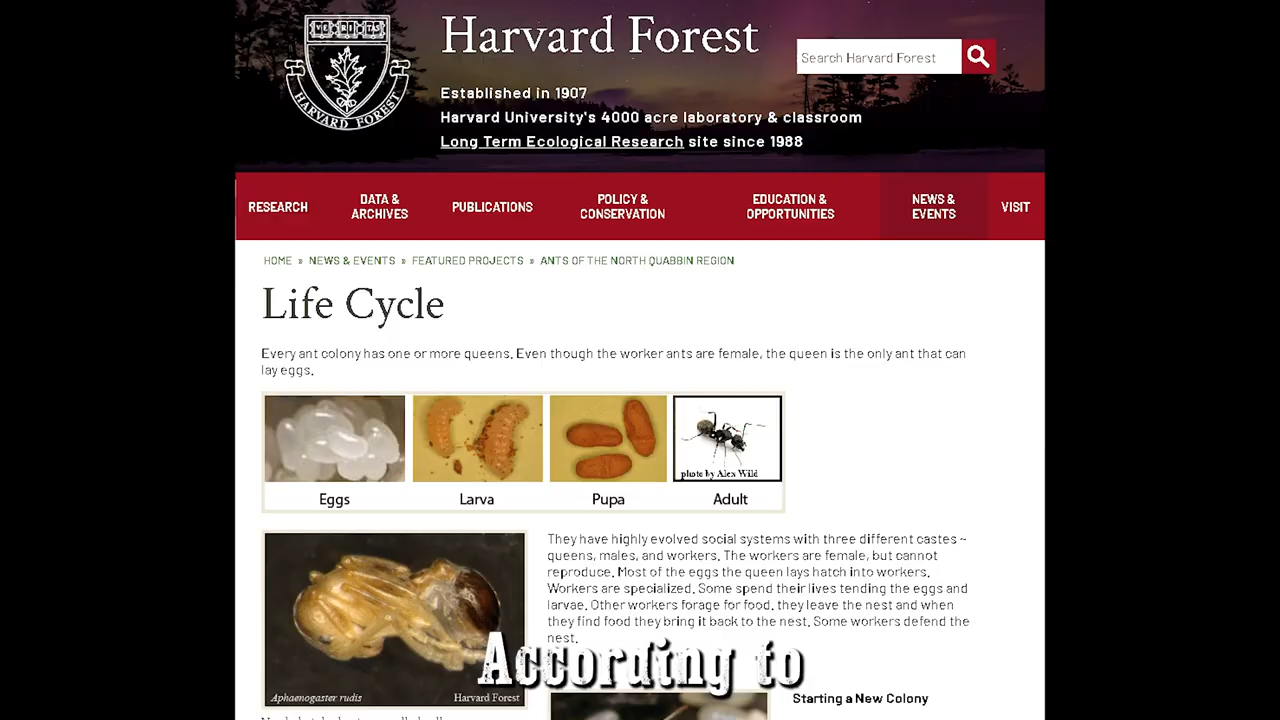 VE RI TAS
HARVARD FOREST
Harvard Forest
Search Harvard Forest
Established in 1907
Harvard University's 4000 acre laboratory & classroom
Long Term Ecological Research site since 1988
RESEARCH
DATA &
ARCHIVES
PUBLICATIONS
POLICY &
CONSERVATION
EDUCATION &
OPPORTUNITIES
NEWS &
EVENTS
VISIT
HOME » NEWS & EVENTS » FEATURED PROJECTS » ANTS OF THE NORTH QUABBIN REGION
Life Cycle
Every ant colony has one or more queens. Even though the worker ants are female, the queen is the only ant that can
lay eggs.
photo by Alex Wild
Eggs Larva Pupa Adult
They have highly evolved social systems with three different castes ~
queens, males, and workers. The workers are female, but cannot
reproduce. Most of the eggs the queen lays hatch into workers.
Workers are specialized. Some spend their lives tending the eggs and
larvae. Other workers forage for food, they leave the nest and when
they find food they bring it back to the nest. Some workers defend the
nest.
According to
Aphaenogaster rudis Harvard Forest
Starting a New Colony